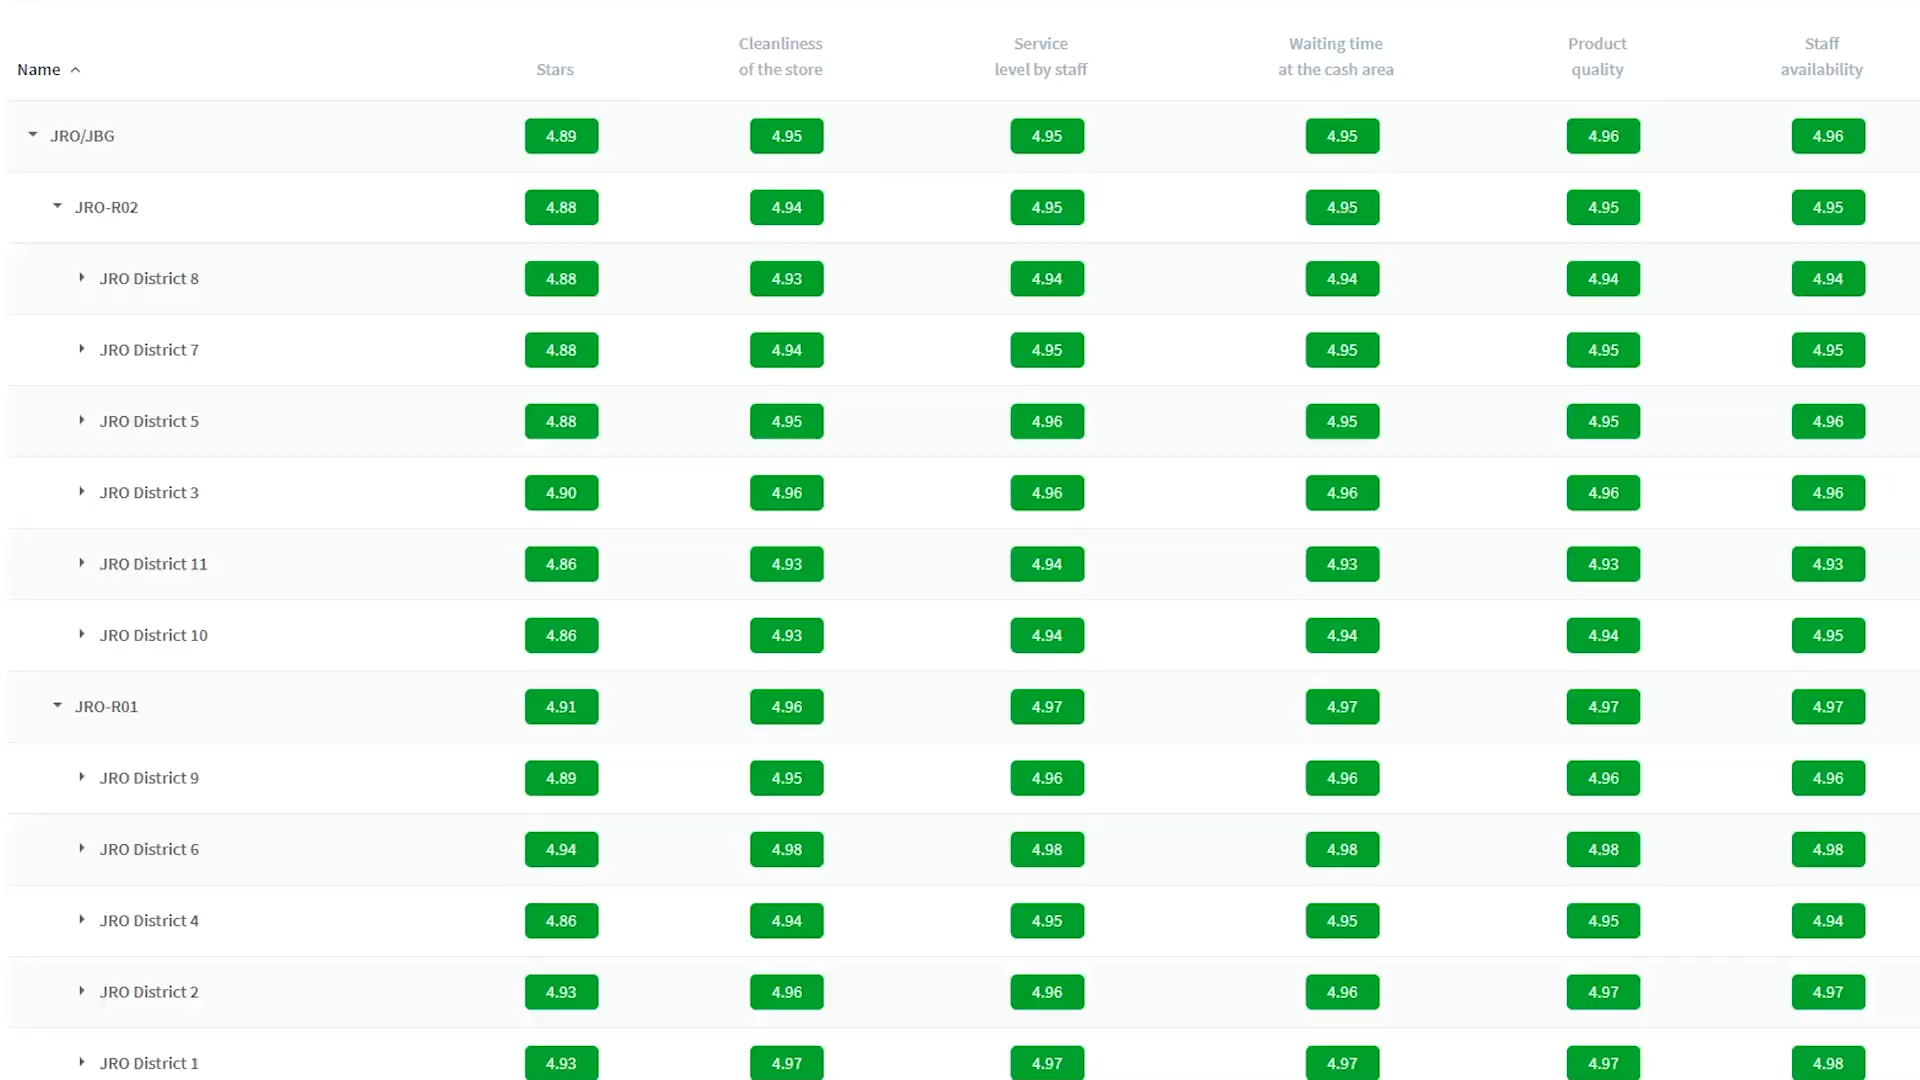 Name Stars Cleanliness of the store Service level by staff Waiting time at the cash area Product quality Staff availability
JRO/JBG 4.89 4.95 4.95 4.95 4.96 4.96
JRO-R02 4.88 4.94 4.95 4.95 4.95 4.95
JRO District 8 4.88 4.93 4.94 4.94 4.94 4.94
JRO District 7 4.88 4.94 4.95 4.95 4.95 4.95
JRO District 5 4.88 4.95 4.96 4.95 4.95 4.96
JRO District 3 4.90 4.96 4.96 4.96 4.96 4.96
JRO District 11 4.86 4.93 4.94 4.93 4.93 4.93
JRO District 10 4.86 4.93 4.94 4.94 4.94 4.95
JRO-R01 4.91 4.96 4.97 4.97 4.97 4.97
JRO District 9 4.89 4.95 4.96 4.96 4.96 4.96
JRO District 6 4.94 4.98 4.98 4.98 4.98 4.98
JRO District 4 4.86 4.94 4.95 4.95 4.95 4.94
JRO District 2 4.93 4.96 4.96 4.96 4.97 4.97
JRO District 1 4.93 4.97 4.97 4.97 4.97 4.98